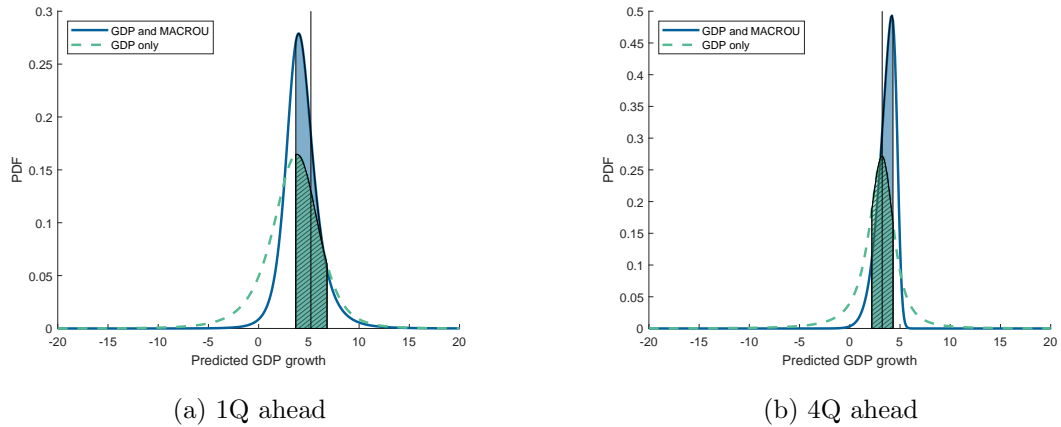 0.3
GDP and MACROU
GDP only
0.25
0.2
0.15
0.1
0.05
0
PDF
-20 -15 -10 -5 0 5 10 15 20
Predicted GDP growth
(a) 1Q ahead
0.5
GDP and MACROU
GDP only
0.45
0.4
0.35
0.3
0.25
0.2
0.15
0.1
0.05
0
PDF
-20 -15 -10 -5 0 5 10 15 20
Predicted GDP growth
(b) 4Q ahead